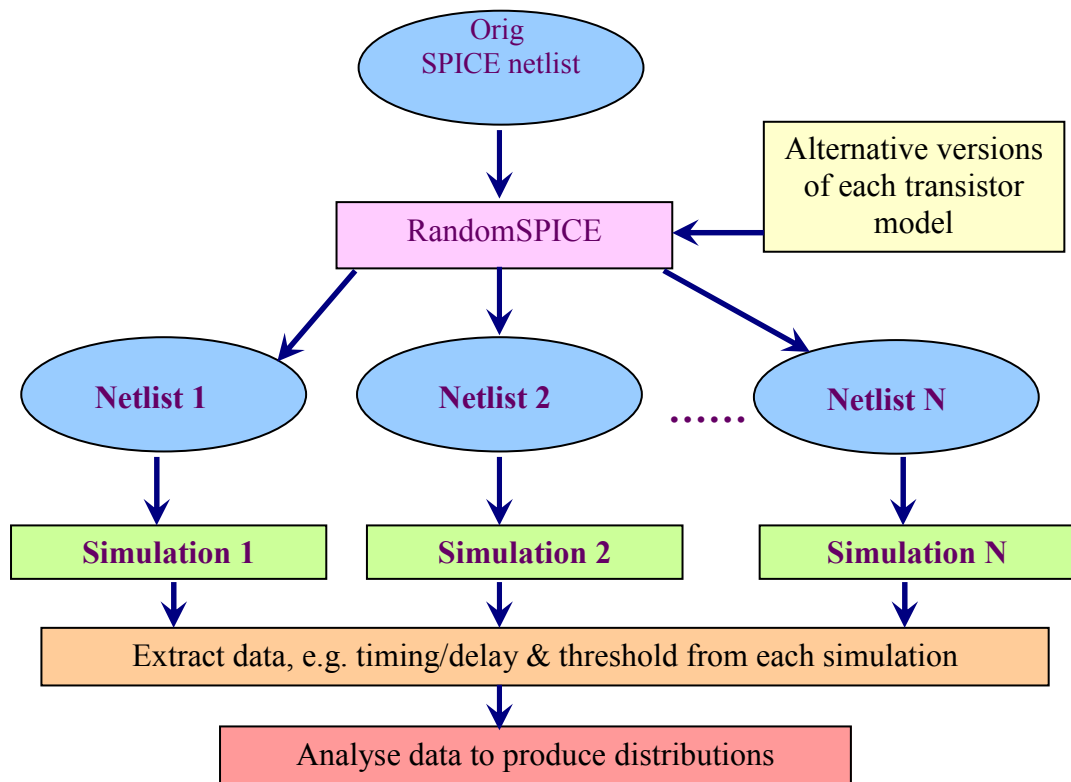 Orig
SPICE netlist
Alternative versions
of each transistor
model
RandomSPICE
Netlist 1
Netlist 2
......
Netlist N
Simulation 1
Simulation 2
Simulation N
Extract data, e.g. timing/delay & threshold from each simulation
Analyse data to produce distributions